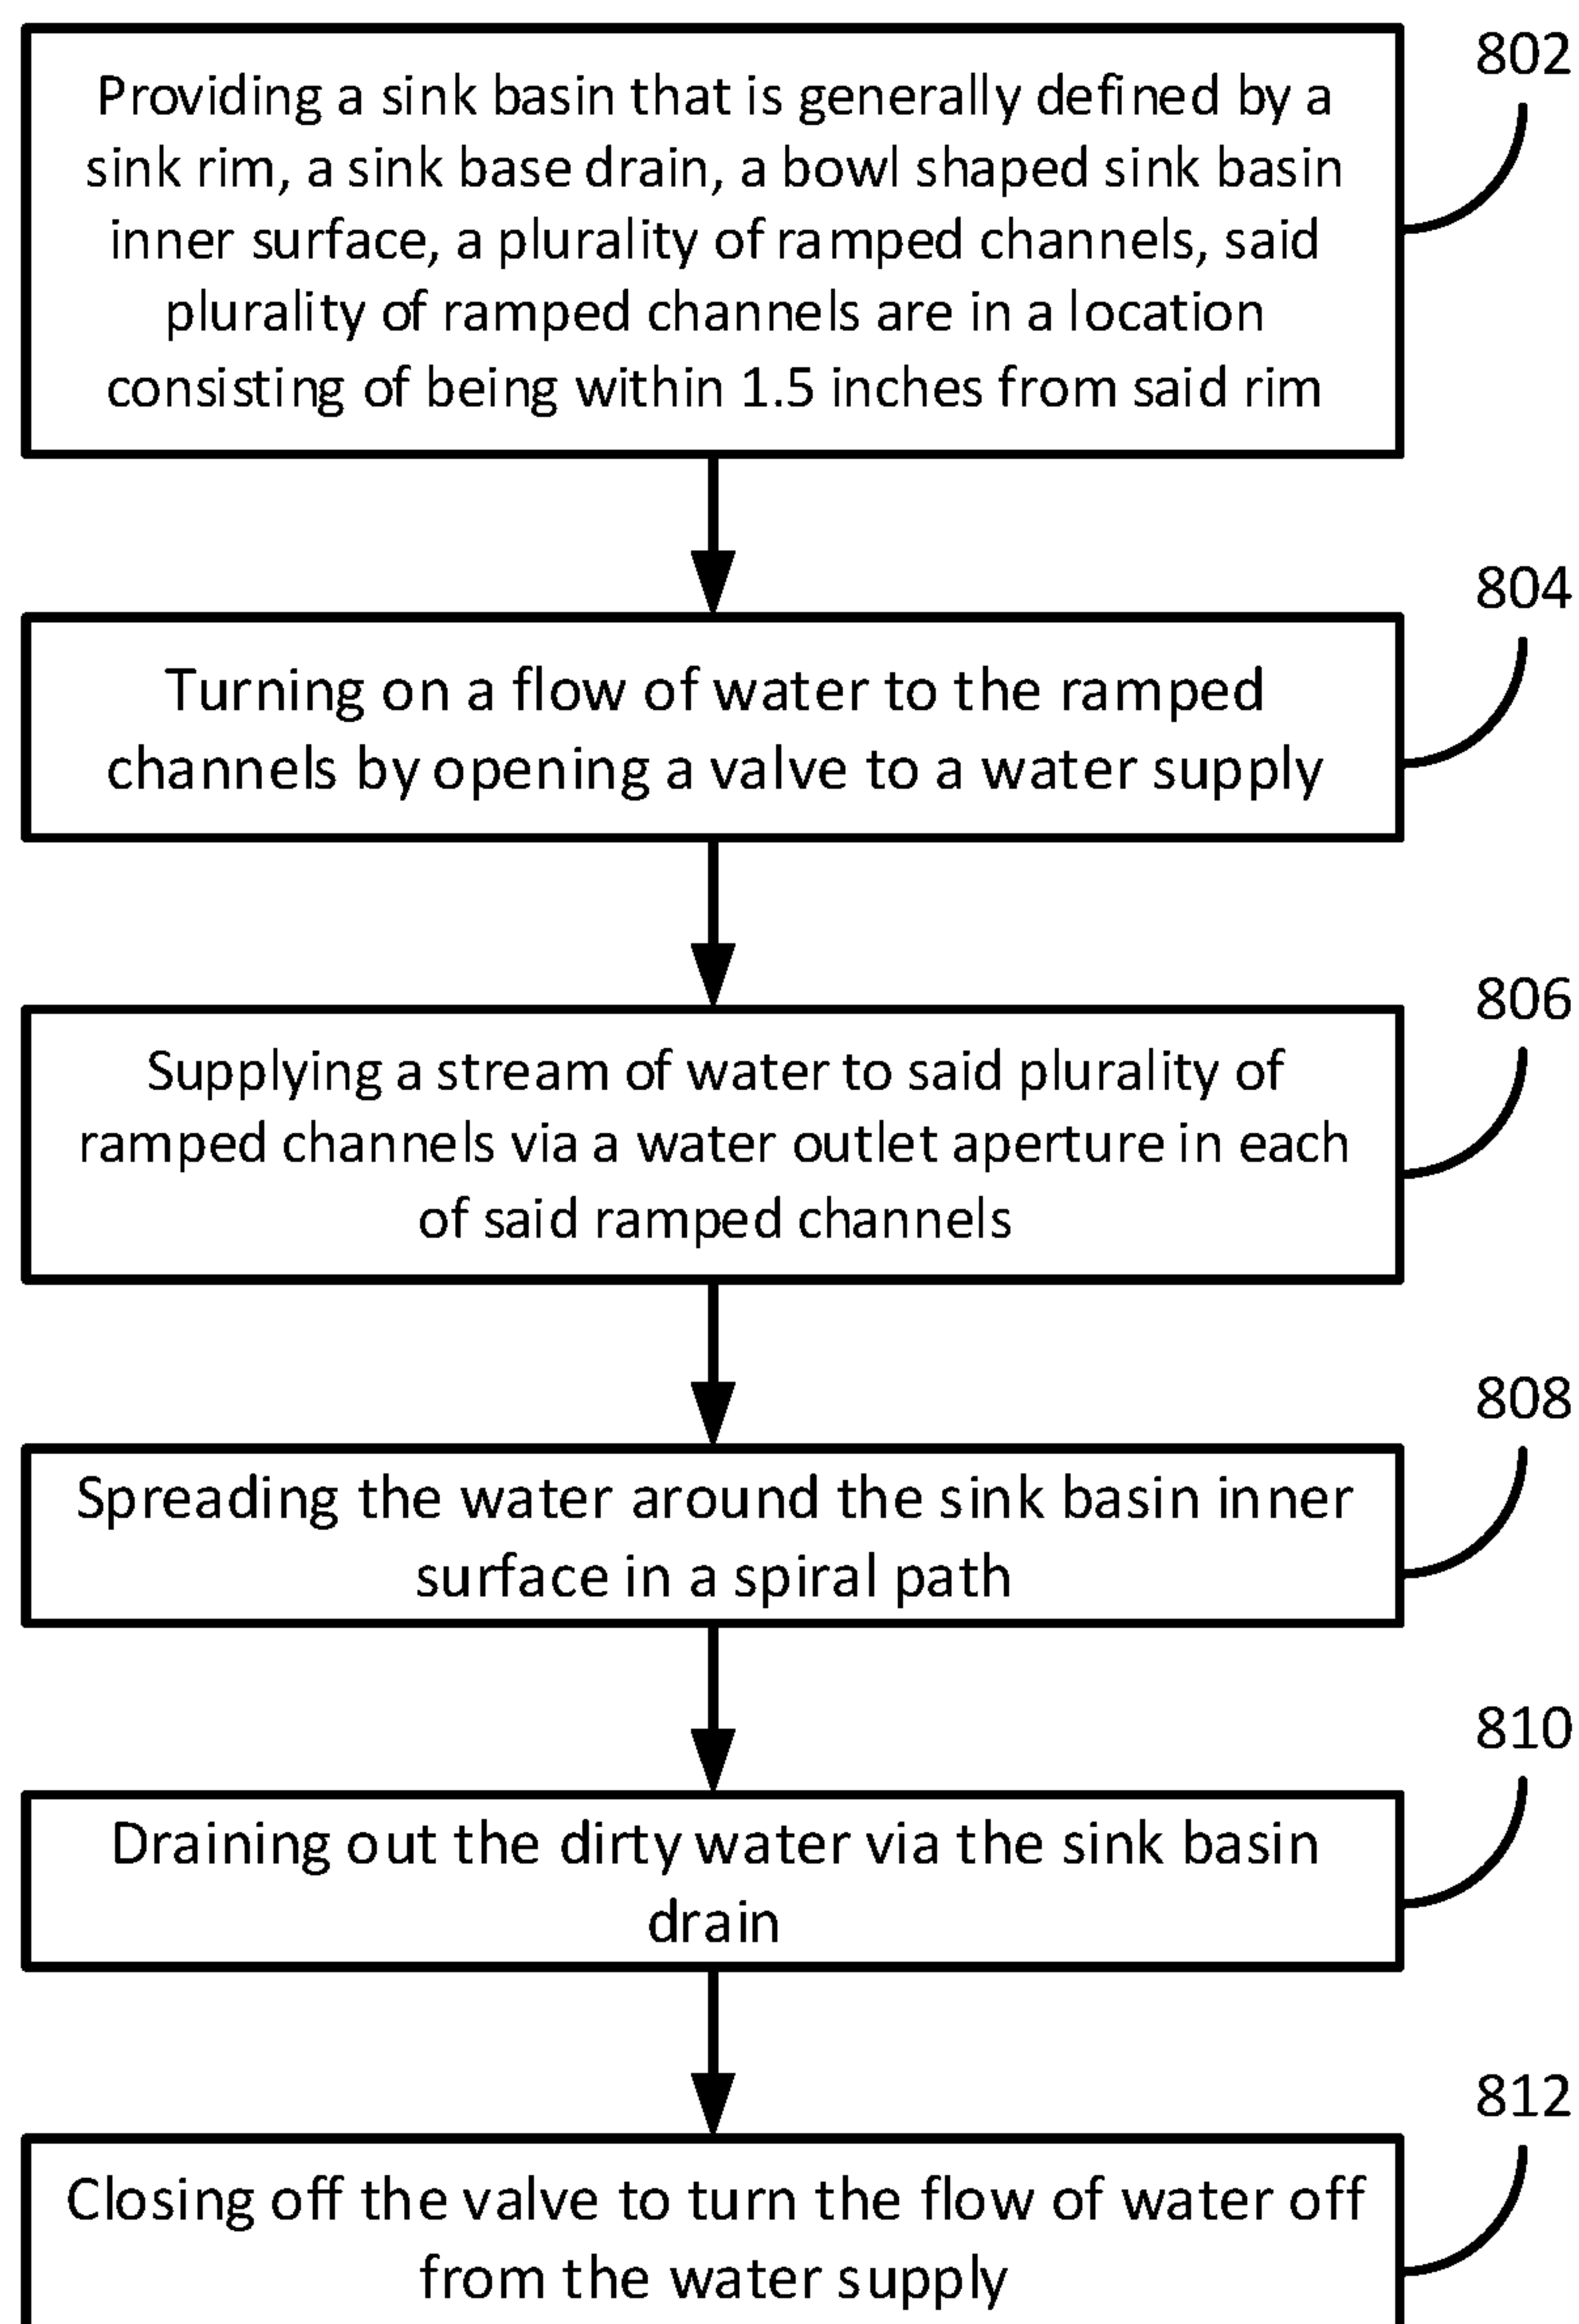 802
Providing a sink basin that is generally defined by a
sink rim, a sink base drain, a bowl shaped sink basin
inner surface, a plurality of ramped channels, said
plurality of ramped channels are in a location
consisting of being within 1.5 inches from said rim
804
Turning on a flow of water to the ramped
channels by opening a valve to a water supply
806
Supplying a stream of water to said plurality of
ramped channels via a water outlet aperture in each
of said ramped channels
808
Spreading the water around the sink basin inner
surface in a spiral path
810
Draining out the dirty water via the sink basin
drain
812
Closing off the valve to turn the flow of water off
from the water supply